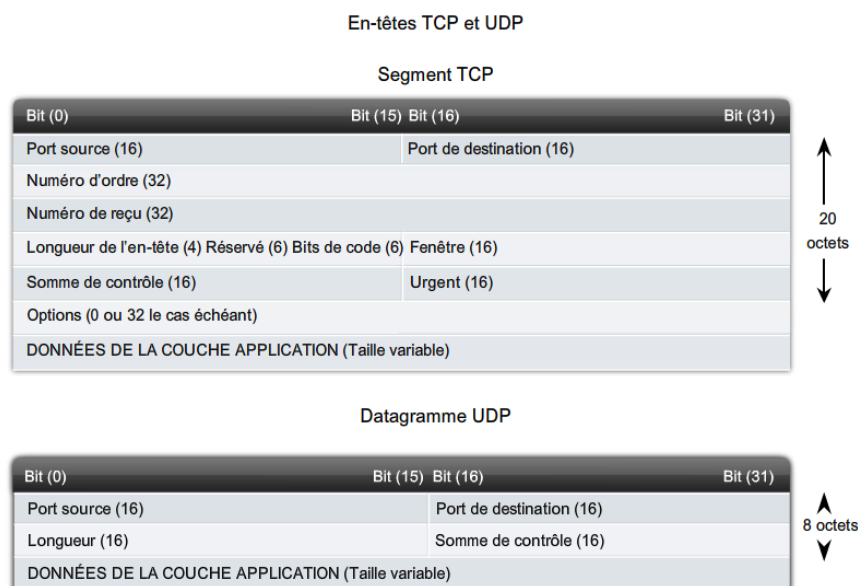 En-têtes TCP et UDP
Segment TCP
Bit (0) Bit (15) Bit (16) Bit (31)
Port source (16) Port de destination (16)
Numéro d'ordre (32)
Numéro de reçu (32)
20
octets
Longueur de l'en-tête (4) Réservé (6) Bits de code (6) Fenêtre (16)
Somme de contrôle (16) Urgent (16)
Options (0 ou 32 le cas échéant)
DONNÉES DE LA COUCHE APPLICATION (Taille variable)
Datagramme UDP
Bit (0) Bit (15) Bit (16) Bit (31)
Port source (16) Port de destination (16)
8 octets
Longueur (16) Somme de contrôle (16)
DONNÉES DE LA COUCHE APPLICATION (Taille variable)